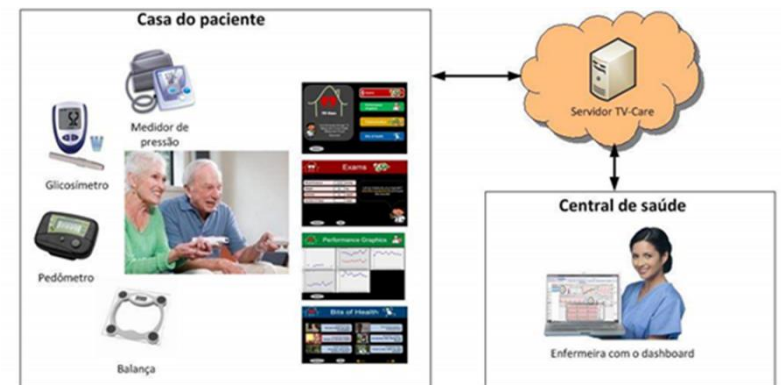 Casa do paciente
Medidor de
pressão
Glicosímetro
Pedômetro
Balança
Exams
Performance Graphics
Bits of Health
Servidor TV-Care
Central de saúde
Enfermeira com o dashboard